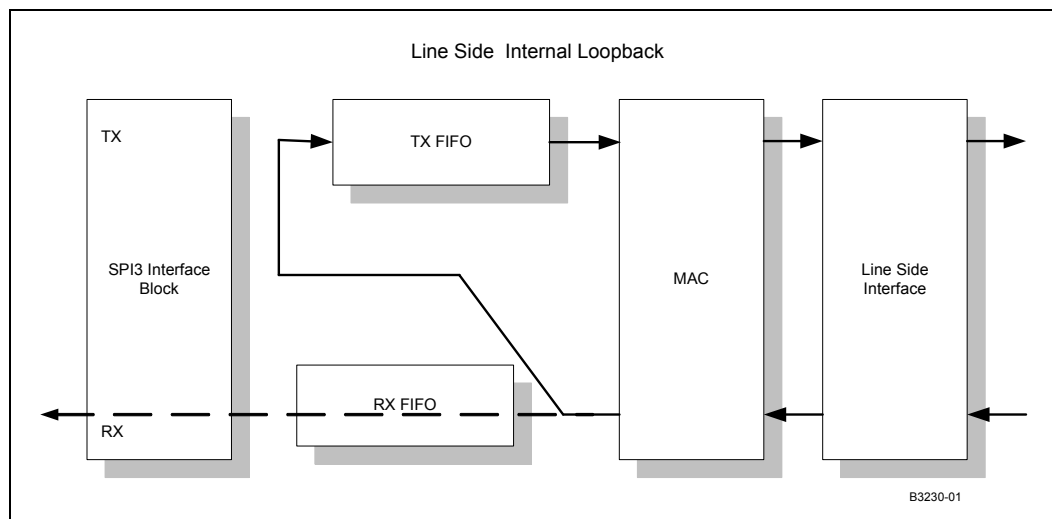 Line Side Internal Loopback
TX
TX FIFO
SPI3 Interface
Block
MAC
Line Side
Interface
RX FIFO
RX
B3230-01